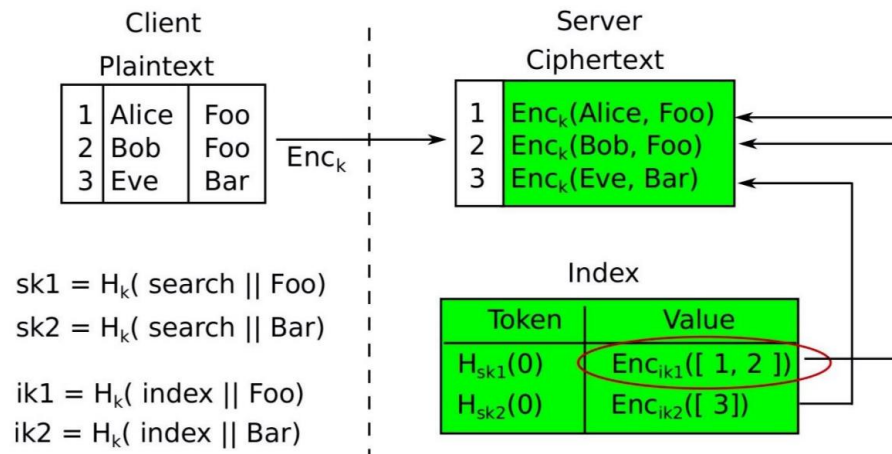 Client
Plaintext
1 Alice Foo
2 Bob Foo
3 Eve Bar
Enck
Server
Ciphertext
1 Enck(Alice, Foo)
2 Enck(Bob, Foo)
3 Enck(Eve, Bar)
sk1 = Hk( search || Foo)
sk2 = Hk( search || Bar)
ik1 = Hk( index || Foo)
ik2 = Hk( index || Bar)
Index
Token Value
Hsk1(0) Encik1([ 1, 2 ])
Hsk2(0) Encik2([ 3])